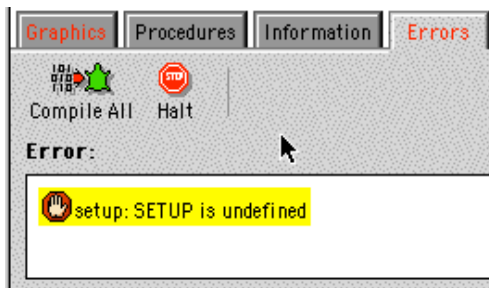 Graphics Procedures Information Errors
STOP
Compile All Halt
Error:
setup: SETUP is undefined